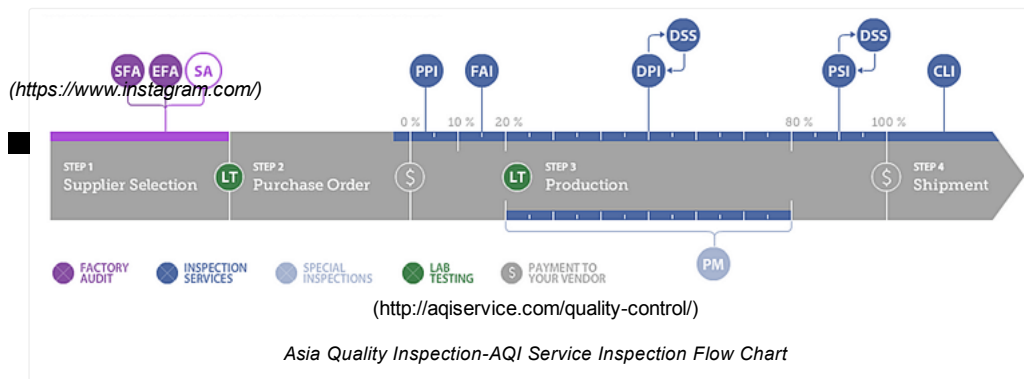 DSS
DSS
SFA EFA SA PPI FAI DPI PSI CLI
(https://www.instagram.com/)
0 % 10 % 20 % 80 % 100 %
STEP 1 STEP 2 STEP 3 STEP 4
Supplier Selection LT Purchase Order $ LT Production $ Shipment
PM
FACTORY AUDIT
INSPECTION SERVICES
SPECIAL INSPECTIONS
LAB TESTING
$ PAYMENT TO YOUR VENDOR
(http://aqiservice.com/quality-control/)
Asia Quality Inspection-AQI Service Inspection Flow Chart